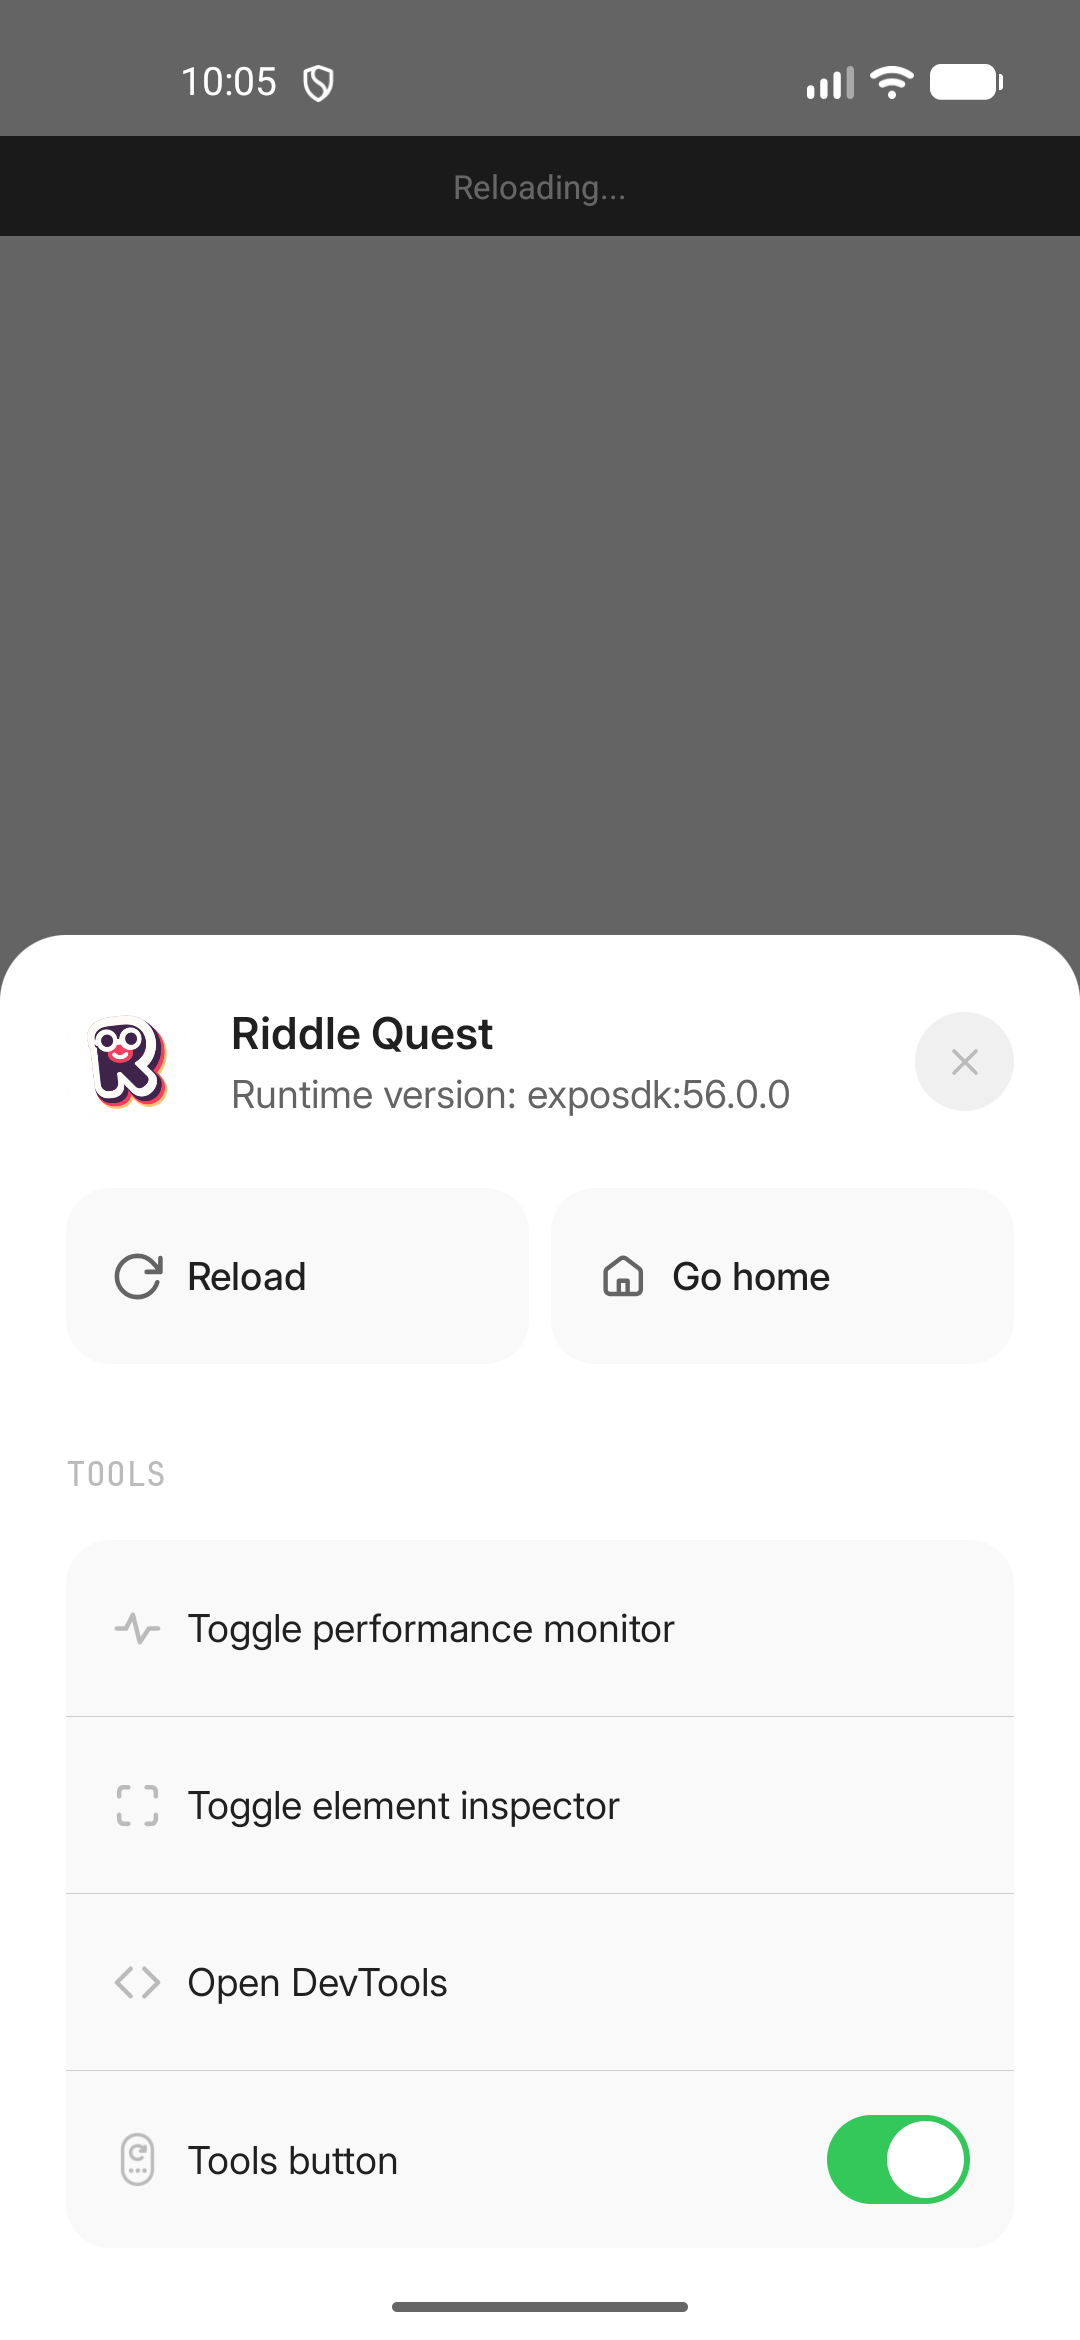 10:05
Reloading...
Riddle Quest
Runtime version: exposdk:56.0.0
Reload
Go home
TOOLS
Toggle performance monitor
Toggle element inspector
Open DevTools
Tools button